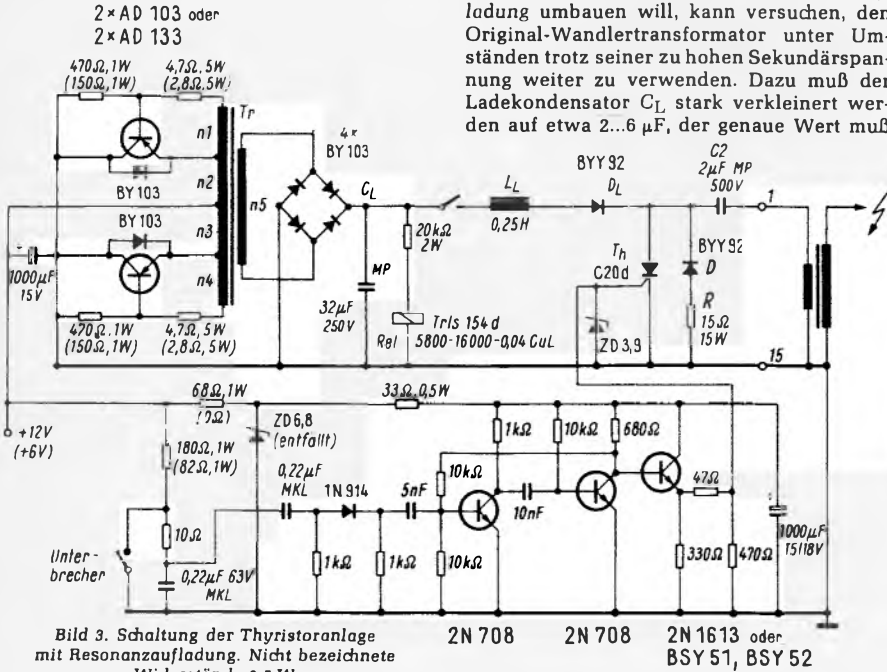 2×AD 103 oder
2×AD 133
ladung umbauen will, kann versuchen, den
Original-Wandlertransformator unter Um-
ständen trotz seiner zu hohen Sekundärspan-
nung weiter zu verwenden. Dazu muß der
Ladekondensator CL stark verkleinert wer-
den auf etwa 2...6 µF, der genaue Wert muß
470Ω, 1W
(150Ω, 1W)
4,7Ω, 5W
(2,8Ω, 5W)
Tr
n1
n2
n3
n4
n5
BY 103
BY 103
1000µF
15V
470Ω. 1W
(150Ω, 1W)
4,7Ω, 5W
(2,8Ω, 5W)
4×
BY 103
CL
MP
32µF
250V
20kΩ
2W
Rel
Trls 154 d
5800-16000-0,04 CuL
LL
0,25H
BYY 92
DL
C2
2µF MP
500V
1
Th
C20d
BYY 92
D
R
15Ω
15W
ZD 3,9
15
+12V
(+6V)
68Ω, 1W
(9Ω)
33Ω, 0,5W
180Ω, 1W
(82Ω, 1W)
ZD 6,8
(entfällt)
0,22µF
MKL
1N 914
5nF
10kΩ
1kΩ
10kΩ
680Ω
10nF
47Ω
10Ω
Unter-
brecher
0,22µF 63V
MKL
1kΩ
1kΩ
10kΩ
330Ω
470Ω
1000µF
15/18V
2N 708
2N 708
2N 1613 oder
BSY 51, BSY 52
Bild 3. Schaltung der Thyristoranlage
mit Resonanzaufladung. Nicht bezeichnete